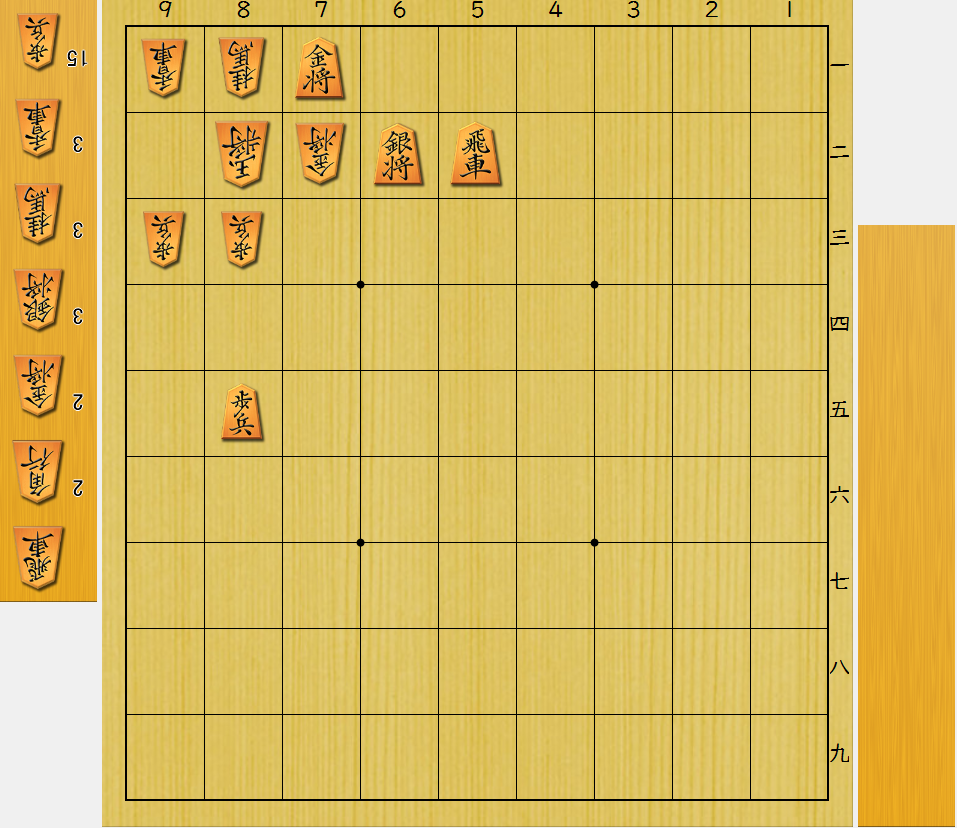 9 8 7 6 5 4 3 2 1
歩兵 15
香車 3
桂馬 3
銀将 3
金将 2
角行 2
飛車
香車 桂馬 金将 一
玉将 金将 銀将 飛車 二
歩兵 歩兵 三
四
歩兵 五
六
七
八
九